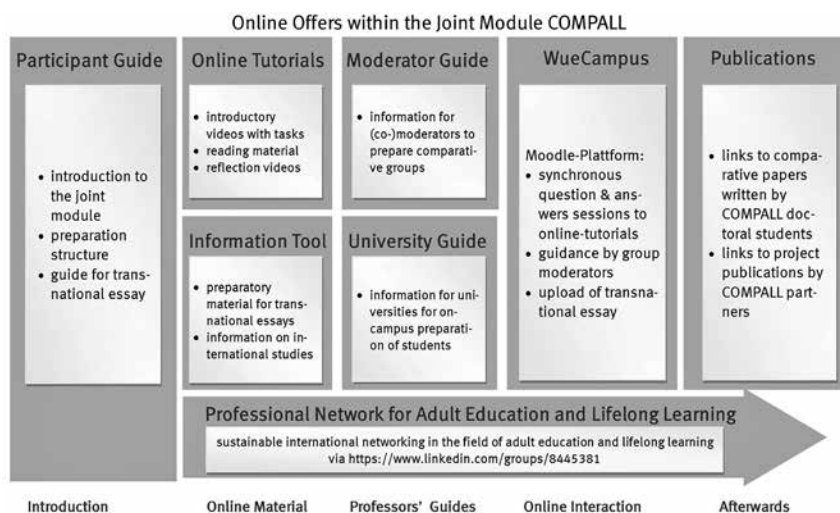 Online Offers within the Joint Module COMPALL
Participant Guide
• introduction to
the joint
module
• preparation
structure
• guide for trans-
national essay
Online Tutorials
• introductory
videos with tasks
• reading material
• reflection videos
Moderator Guide
• information for
(co-)moderators to
prepare comparati-
ve groups
Information Tool
• preparatory
material for trans-
national essays
• information on in-
ternational studies
University Guide
• information for uni-
versities for on-
campus preparation
of students
WueCampus
Moodle-Plattform:
• synchronous
question & ans-
wers sessions to
online-tutorials
• guidance by group
moderators
• upload of transna-
tional essay
Publications
• links to compa-
rative papers
written by
COMPALL doc-
toral students
• links to project
publications by
COMPALL part-
ners
Professional Network for Adult Education and Lifelong Learning
sustainable international networking in the field of adult education and lifelong learning
via https://www.linkedin.com/groups/8445381
Introduction
Online Material
Professors' Guides
Online Interaction
Afterwards